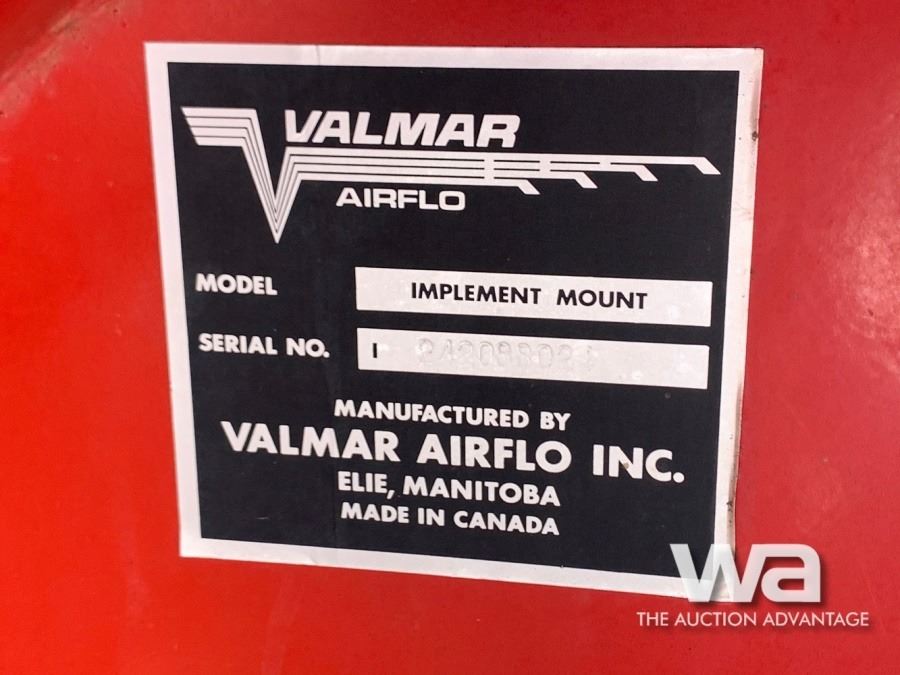 VALMAR
AIRFLO
MODEL IMPLEMENT MOUNT
SERIAL NO. I
MANUFACTURED BY
VALMAR AIRFLO INC.
ELIE, MANITOBA
MADE IN CANADA
wa
THE AUCTION ADVANTAGE